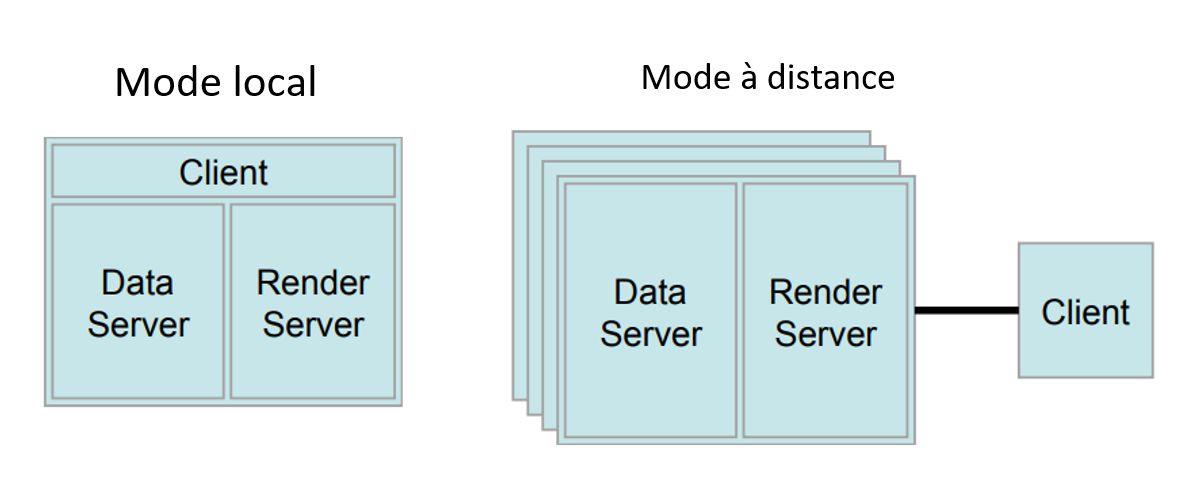 Mode local
Client
Data
Server
Render
Server
Mode à distance
Data
Server
Render
Server
Client